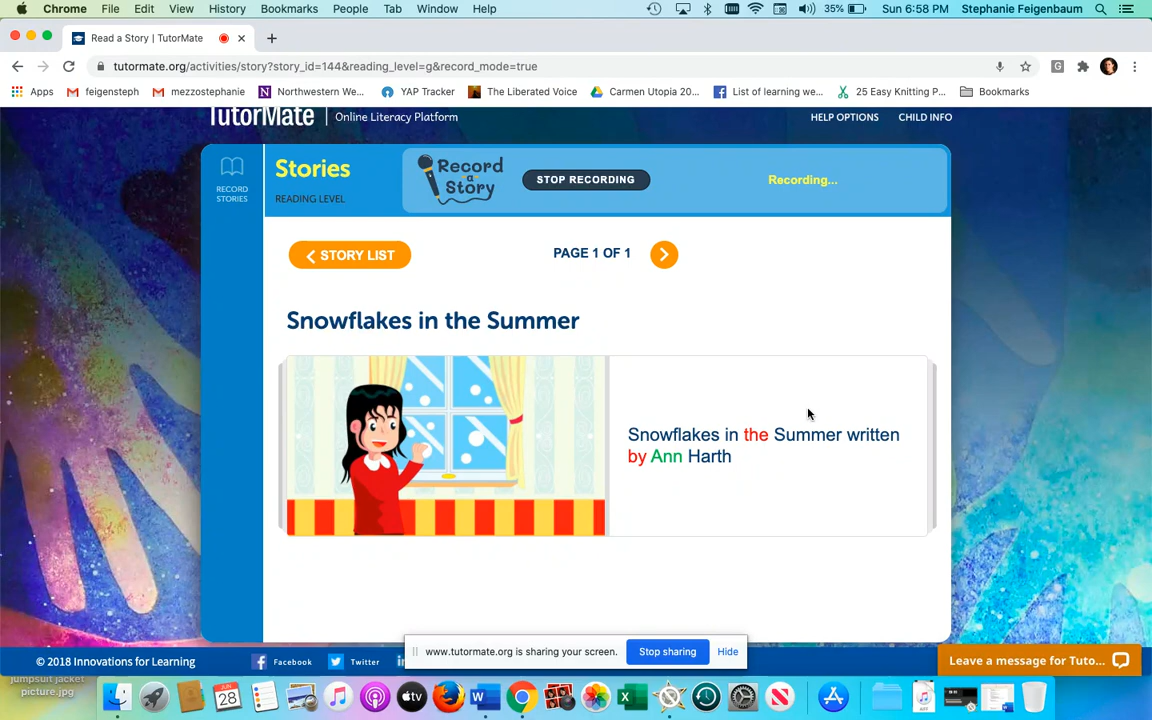 Chrome File Edit View History Bookmarks People Tab Window Help 35% Sun 6:58 PM Stephanie Feigenbaum
Read a Story | TutorMate
tutormate.org/activities/story?story_id=144&reading_level=g&record_mode=true
Apps feigensteph mezzostephanie Northwestern We... YAP Tracker The Liberated Voice Carmen Utopia 20... List of learning we... 25 Easy Knitting P... Bookmarks
TutorMate | Online Literacy Platform HELP OPTIONS CHILD INFO
RECORD
STORIES
Stories
READING LEVEL
Record
a
Story
STOP RECORDING
Recording...
STORY LIST
PAGE 1 OF 1
Snowflakes in the Summer
Snowflakes in the Summer written
by Ann Harth
www.tutormate.org is sharing your screen. Stop sharing Hide
© 2018 Innovations for Learning Facebook Twitter
Leave a message for Tuto...
jumpsuit jacket
picture.jpg
JUN
28